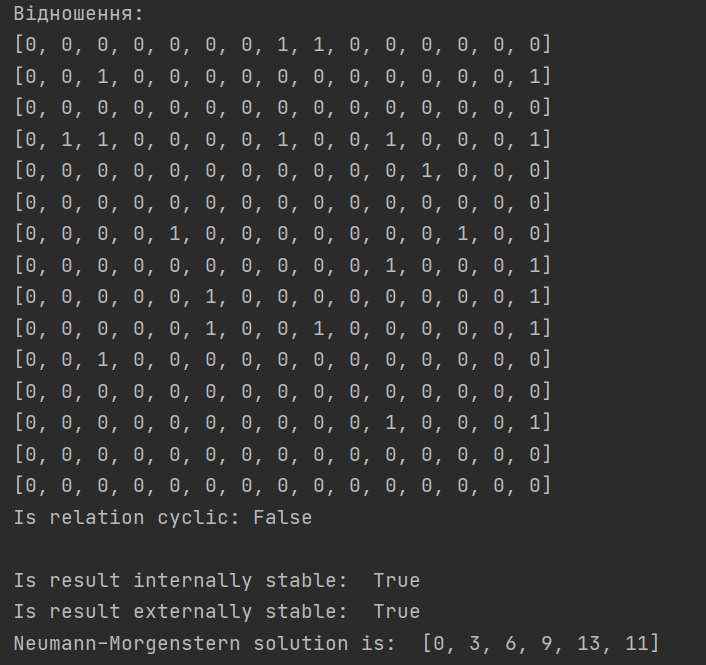 Відношення:
[0, 0, 0, 0, 0, 0, 0, 1, 1, 0, 0, 0, 0, 0, 0]
[0, 0, 1, 0, 0, 0, 0, 0, 0, 0, 0, 0, 0, 0, 1]
[0, 0, 0, 0, 0, 0, 0, 0, 0, 0, 0, 0, 0, 0, 0]
[0, 1, 1, 0, 0, 0, 0, 1, 0, 0, 1, 0, 0, 0, 1]
[0, 0, 0, 0, 0, 0, 0, 0, 0, 0, 0, 1, 0, 0, 0]
[0, 0, 0, 0, 0, 0, 0, 0, 0, 0, 0, 0, 0, 0, 0]
[0, 0, 0, 0, 1, 0, 0, 0, 0, 0, 0, 0, 1, 0, 0]
[0, 0, 0, 0, 0, 0, 0, 0, 0, 0, 1, 0, 0, 0, 1]
[0, 0, 0, 0, 0, 1, 0, 0, 0, 0, 0, 0, 0, 0, 1]
[0, 0, 0, 0, 0, 1, 0, 0, 1, 0, 0, 0, 0, 0, 1]
[0, 0, 1, 0, 0, 0, 0, 0, 0, 0, 0, 0, 0, 0, 0]
[0, 0, 0, 0, 0, 0, 0, 0, 0, 0, 0, 0, 0, 0, 0]
[0, 0, 0, 0, 0, 0, 0, 0, 0, 0, 1, 0, 0, 0, 1]
[0, 0, 0, 0, 0, 0, 0, 0, 0, 0, 0, 0, 0, 0, 0]
[0, 0, 0, 0, 0, 0, 0, 0, 0, 0, 0, 0, 0, 0, 0]
Is relation cyclic: False
Is result internally stable:  True
Is result externally stable:  True
Neumann-Morgenstern solution is:  [0, 3, 6, 9, 13, 11]